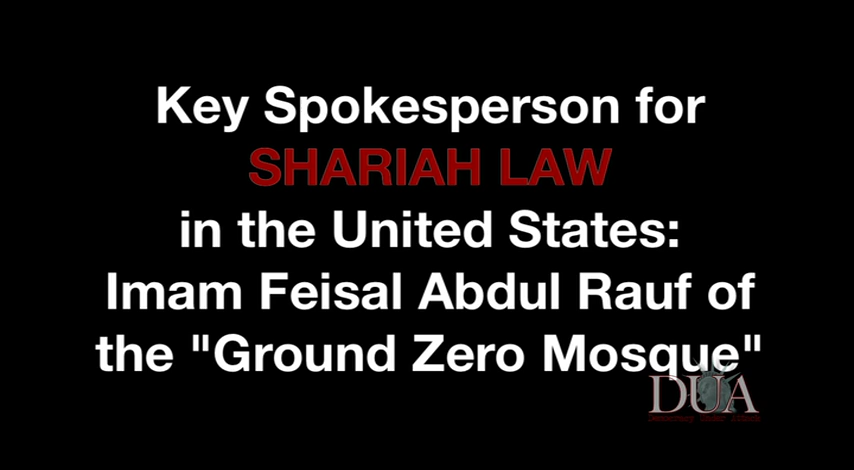 Key Spokesperson for
SHARIAH LAW
in the United States:
Imam Feisal Abdul Rauf of
the "Ground Zero Mosque"
DUA